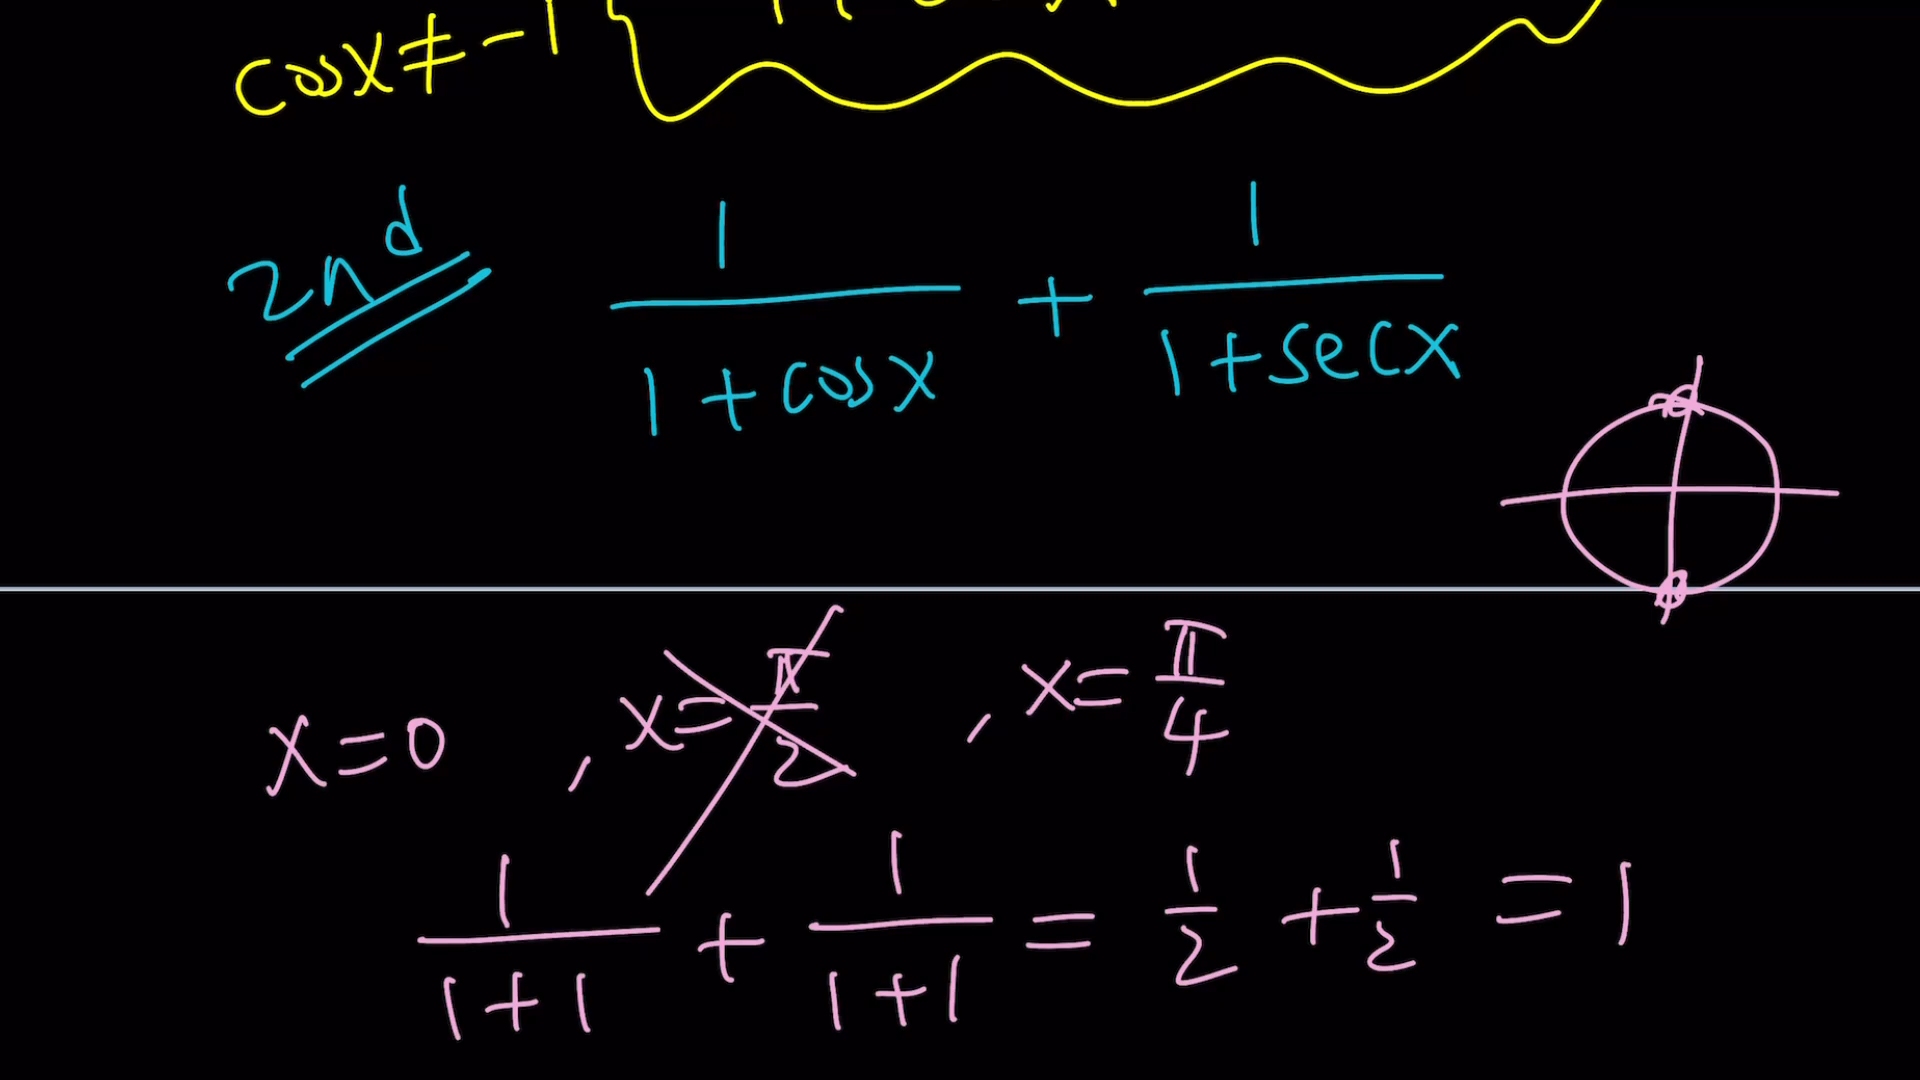 cosx ≠ -1
2nd 1/(1+cosx) + 1/(1+secx)
x=0 , x=π/2 , x=π/4
1/(1+1) + 1/(1+1) = 1/2 + 1/2 = 1